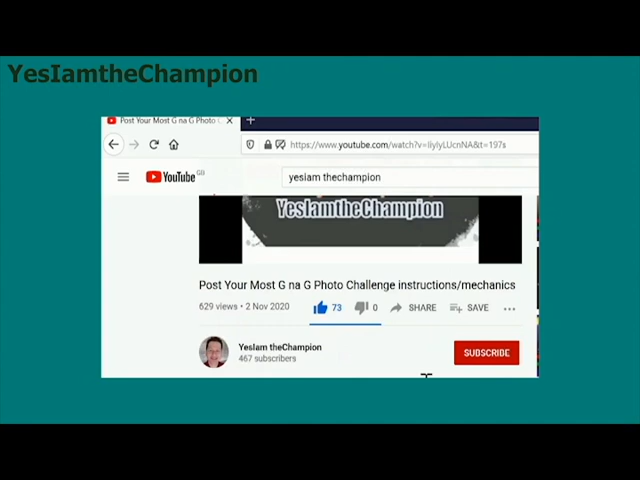 YesIamtheChampion
Post Your Most G na G Photo C
https://www.youtube.com/watch?v=IiyIyLUcnNA&t=197s
YouTube GB
yesiam thechampion
YesIamtheChampion
Post Your Most G na G Photo Challenge instructions/mechanics
629 views • 2 Nov 2020 73 0 SHARE SAVE
YesIam theChampion
467 subscribers
SUBSCRIBE